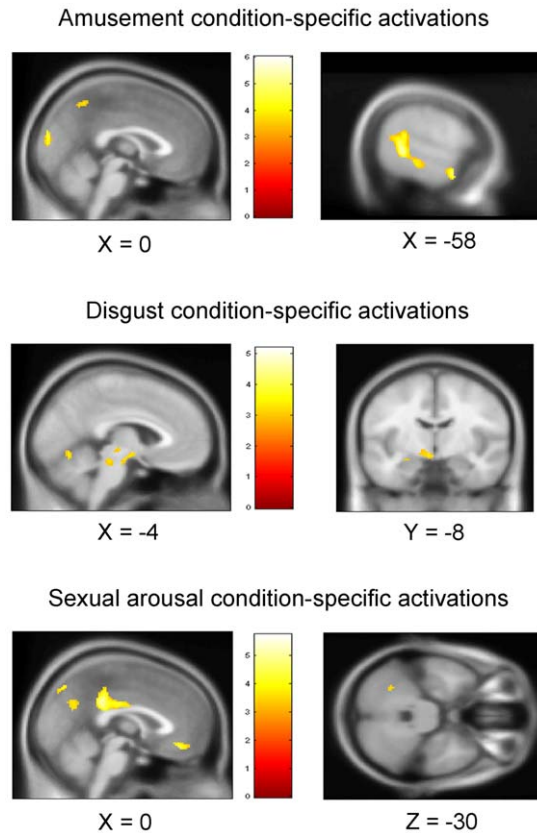 Amusement condition-specific activations
6
5
4
3
2
1
0
X = 0
X = -58
Disgust condition-specific activations
5
4
3
2
1
0
X = -4
Y = -8
Sexual arousal condition-specific activations
5
4
3
2
1
0
X = 0
Z = -30